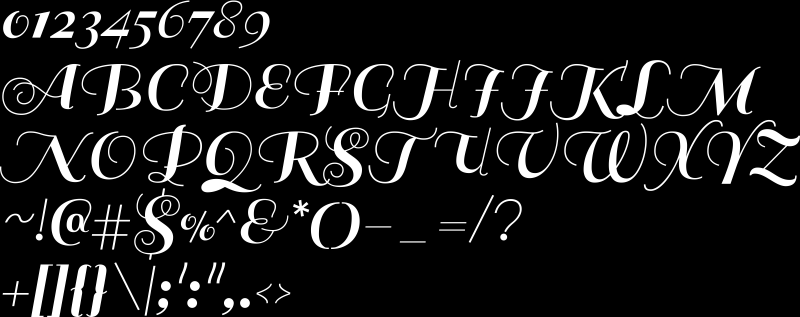 0123456789
ABCDEFGHIJKLM
NOPQRSTUVWXYZ
~!@#$%^&*()-_=/?
+[]{}\|;':",.<>